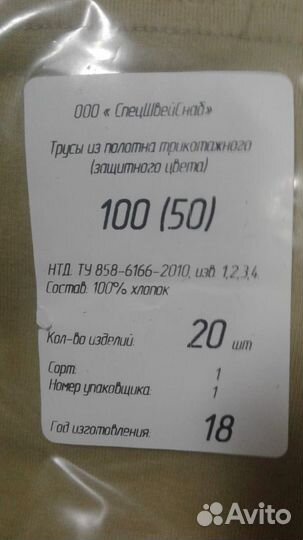 ООО « СпецШвейСнаб»
Трусы из полотна трикотажного
(защитного цвета)
100 (50)
НТД. ТУ 858-6166-2010, изв. 1,2,3,4.
Состав: 100% хлопок
Кол-во изделий: 20 шт
Сорт: 1
Номер упаковщика: 1
Год изготовления: 18
Avito